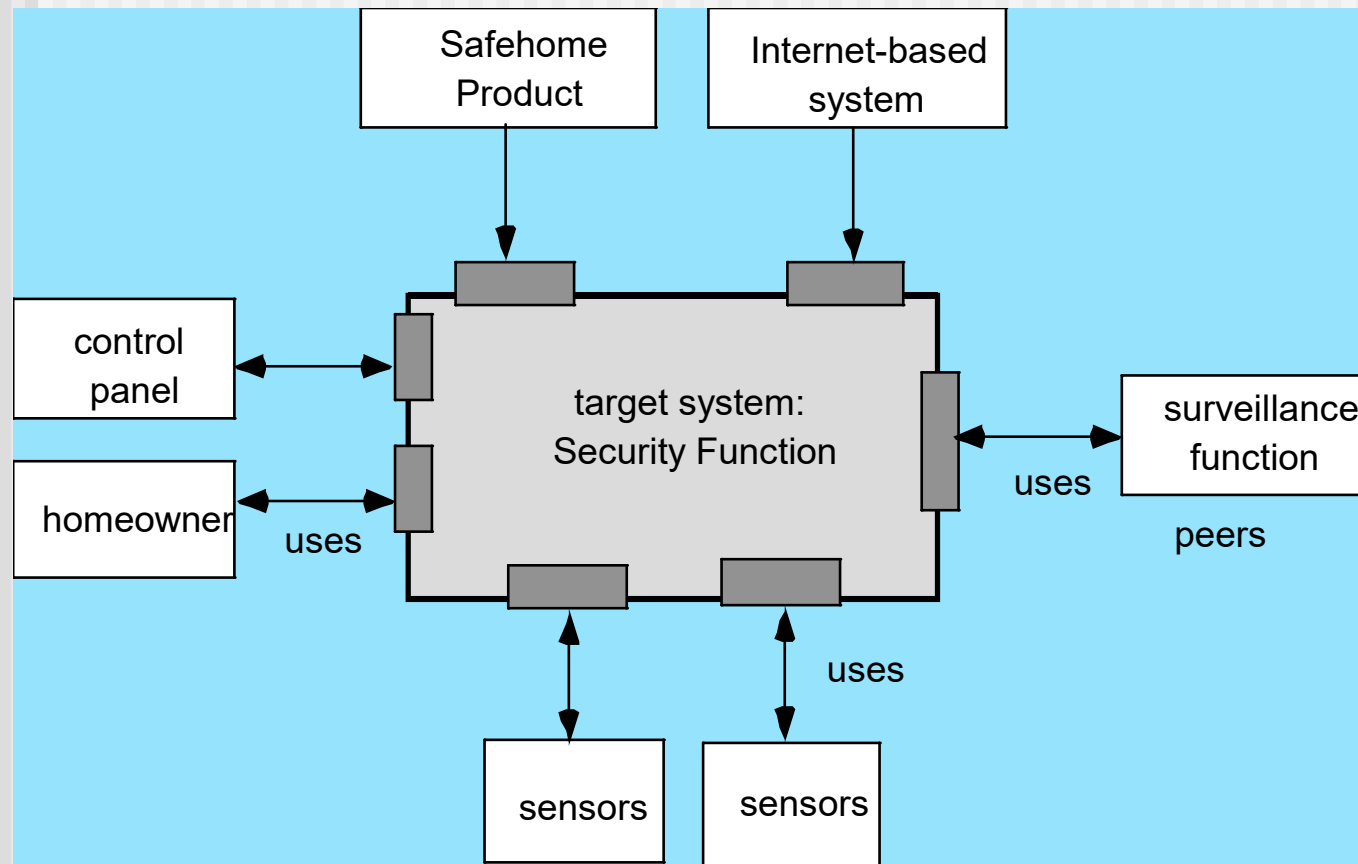 Safehome
Product
Internet-based
system
control
panel
target system:
Security Function
surveillance
function
uses
homeowner
uses
peers
uses
sensors
sensors